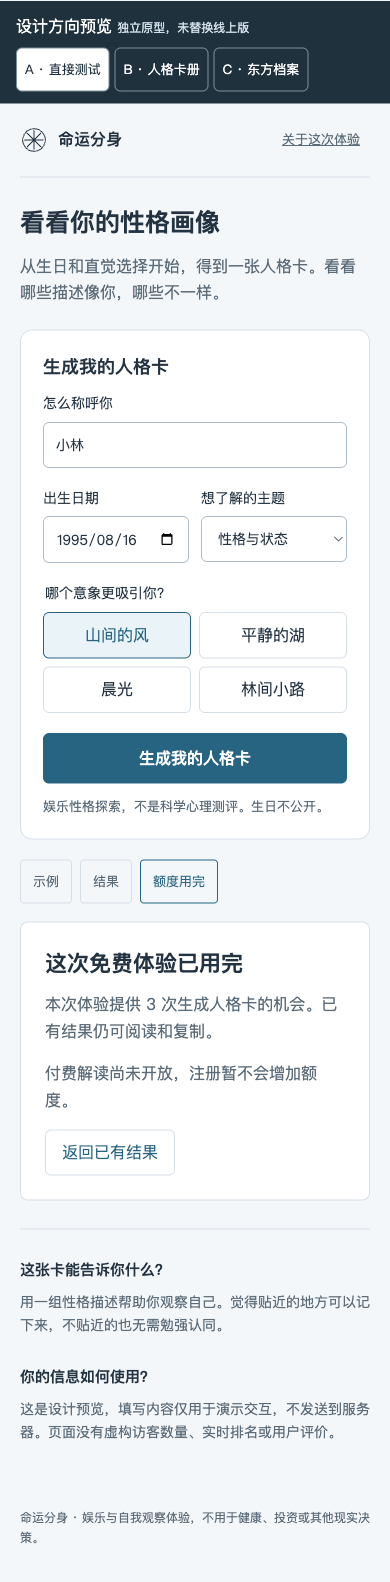 设计方向预览 独立原型，未替换线上版
A · 直接测试 B · 人格卡册 C · 东方档案
命运分身 关于这次体验
看看你的性格画像
从生日和直觉选择开始，得到一张人格卡。看看
哪些描述像你，哪些不一样。
生成我的人格卡
怎么称呼你
小林
出生日期 想了解的主题
1995/08/16 性格与状态
哪个意象更吸引你？
山间的风 平静的湖
晨光 林间小路
生成我的人格卡
娱乐性格探索，不是科学心理测评。生日不公开。
示例 结果 额度用完
这次免费体验已用完
本次体验提供 3 次生成人格卡的机会。已
有结果仍可阅读和复制。
付费解读尚未开放，注册暂不会增加额
度。
返回已有结果
这张卡能告诉你什么？
用一组性格描述帮助你观察自己。觉得贴近的地方可以记
下来，不贴近的也无需勉强认同。
你的信息如何使用？
这是设计预览，填写内容仅用于演示交互，不发送到服务
器。页面没有虚构访客数量、实时排名或用户评价。
命运分身 · 娱乐与自我观察体验，不用于健康、投资或其他现实决
策。